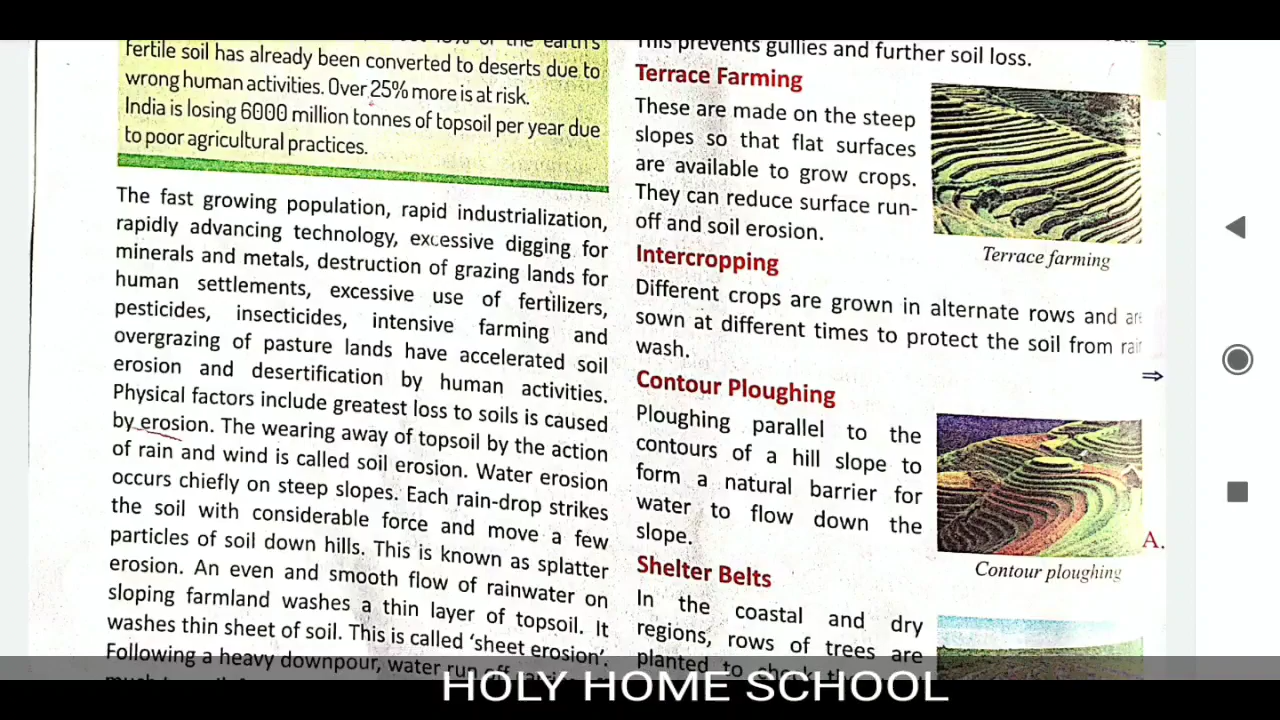 the earth's
Fertile soil has already been converted to deserts due to
wrong human activities. Over 25% more is at risk.
India is losing 6000 million tonnes of topsoil per year due
to poor agricultural practices.
The fast growing population, rapid industrialization,
rapidly advancing technology, excessive digging for
minerals and metals, destruction of grazing lands for
human settlements, excessive use of fertilizers,
pesticides, insecticides, intensive farming and
overgrazing of pasture lands have accelerated soil
erosion and desertification by human activities.
Physical factors include greatest loss to soils is caused
by erosion. The wearing away of topsoil by the action
of rain and wind is called soil erosion. Water erosion
occurs chiefly on steep slopes. Each rain-drop strikes
the soil with considerable force and move a few
particles of soil down hills. This is known as splatter
erosion. An even and smooth flow of rainwater on
sloping farmland washes a thin layer of topsoil. It
washes thin sheet of soil. This is called 'sheet erosion'.
Following a heavy downpour, water run off
This prevents gullies and further soil loss.
Terrace Farming
These are made on the steep
slopes so that flat surfaces
are available to grow crops.
They can reduce surface run-
off and soil erosion.
Terrace farming
Intercropping
Different crops are grown in alternate rows and are
sown at different times to protect the soil from rain
wash.
Contour Ploughing
Ploughing parallel to the
contours of a hill slope to
form a natural barrier for
water to flow down the
slope.
Contour ploughing
A.
Shelter Belts
In the coastal and dry
regions, rows of trees are
planted to check
HOLY HOME SCHOOL